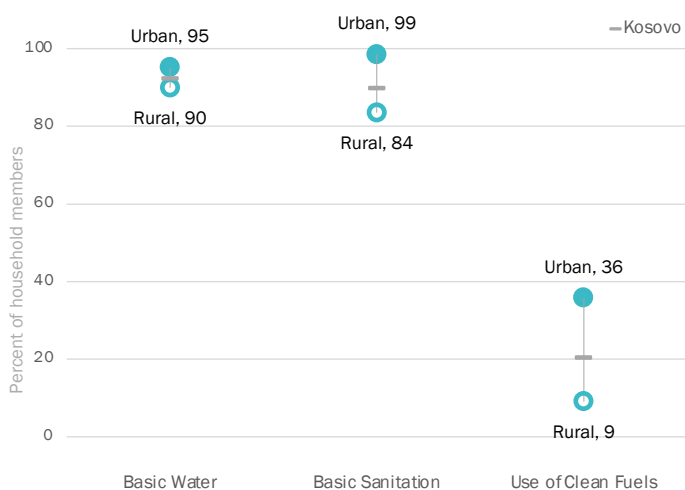 Kosovo
Percent of household members
100
80
60
40
20
0
Urban, 95
Rural, 90
Urban, 99
Rural, 84
Urban, 36
Rural, 9
Basic Water
Basic Sanitation
Use of Clean Fuels